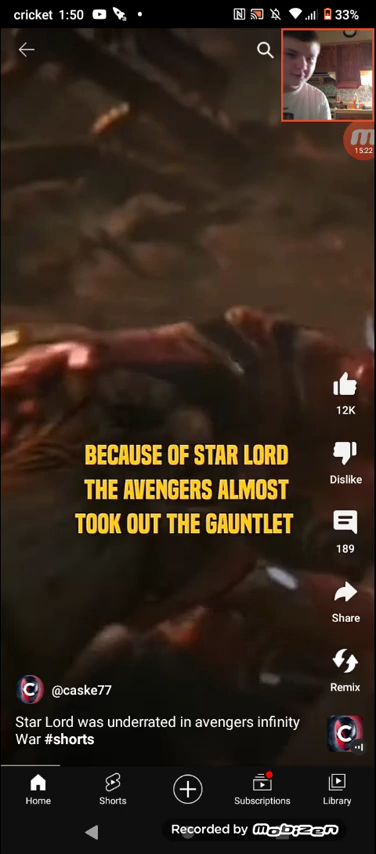 cricket 1:50
33%
15:22
12K
BECAUSE OF STAR LORD
THE AVENGERS ALMOST
TOOK OUT THE GAUNTLET
Dislike
189
Share
@caske77
Remix
Star Lord was underrated in avengers infinity
War #shorts
Home
Shorts
Subscriptions
Library
Recorded by mobizen